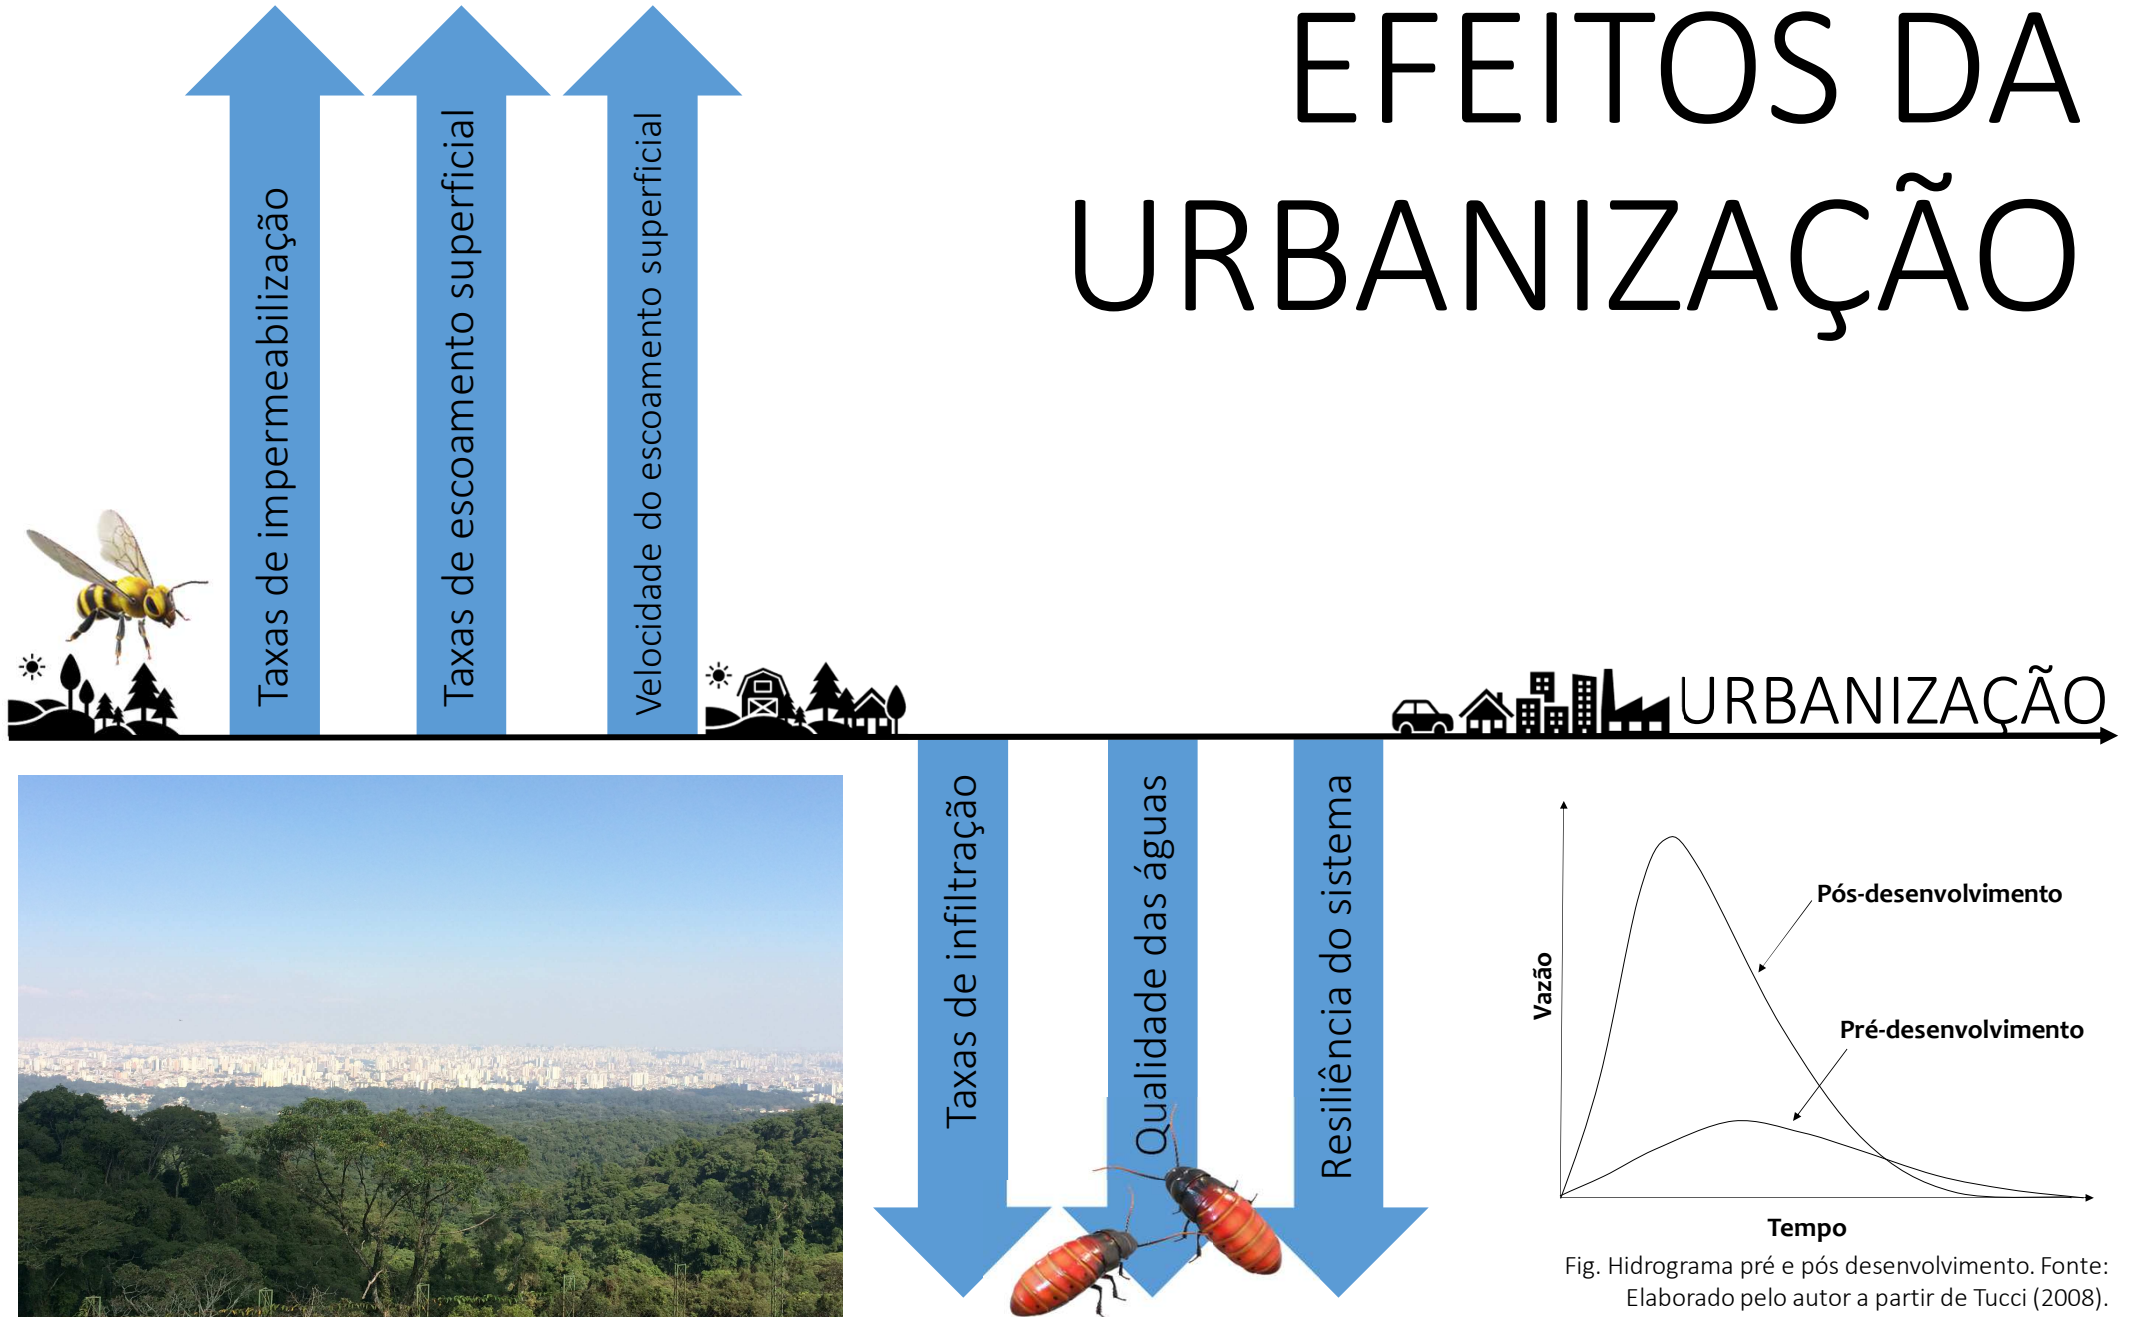 EFEITOS DA
URBANIZAÇÃO
Taxas de impermeabilização
Taxas de escoamento superficial
Velocidade do escoamento superficial
URBANIZAÇÃO
Taxas de infiltração
Qualidade das águas
Resiliência do sistema
Vazão
Pós-desenvolvimento
Pré-desenvolvimento
Tempo
Fig. Hidrograma pré e pós desenvolvimento. Fonte:
Elaborado pelo autor a partir de Tucci (2008).